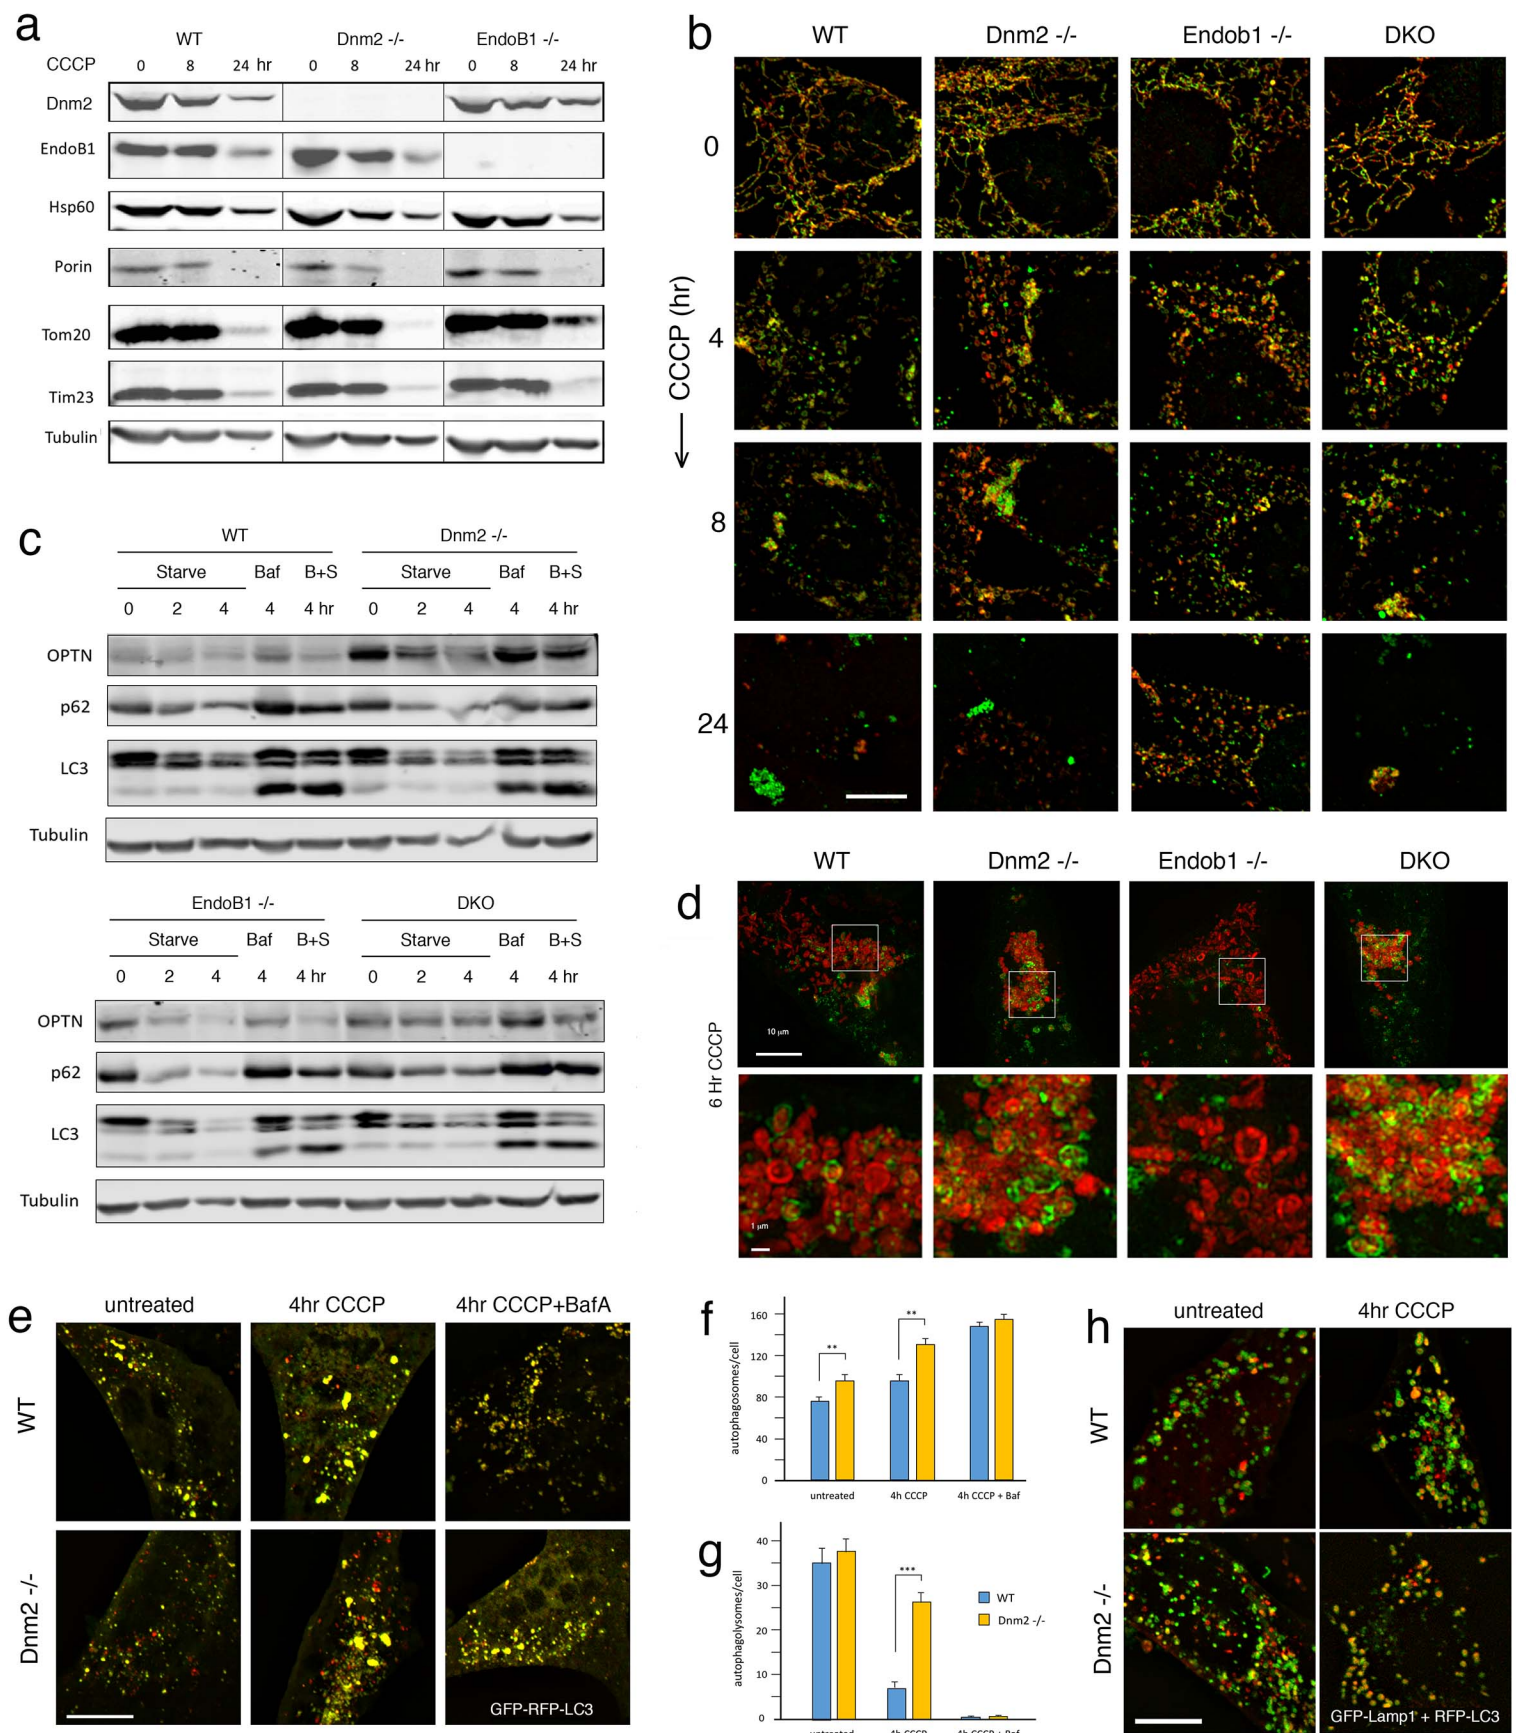 a
WT Dnm2 -/- EndoB1 -/-
CCCP 0 8 24 hr 0 8 24 hr 0 8 24 hr
Dnm2
EndoB1
Hsp60
Porin
Tom20
Tim23
Tubulin
b
WT Dnm2 -/- Endob1 -/- DKO
CCCP (hr)
0
4
8
24
c
WT Dnm2 -/-
Starve Baf B+S Starve Baf B+S
0 2 4 4 4 hr 0 2 4 4 4 hr
OPTN
p62
LC3
Tubulin
EndoB1 -/- DKO
Starve Baf B+S Starve Baf B+S
0 2 4 4 4 hr 0 2 4 4 4 hr
OPTN
p62
LC3
Tubulin
d
WT Dnm2 -/- Endob1 -/- DKO
6 Hr CCCP
10 µm
1 µm
e
untreated 4hr CCCP 4hr CCCP+BafA
WT
Dnm2 -/-
GFP-RFP-LC3
f
autophagosomes/cell
160
120
80
40
0
** **
untreated 4h CCCP 4h CCCP + Baf
g
autophagolysomes/cell
40
30
20
10
0
***
WT
Dnm2 -/-
untreated 4h CCCP 4h CCCP + Baf
h
untreated 4hr CCCP
WT
Dnm2 -/-
GFP-Lamp1 + RFP-LC3